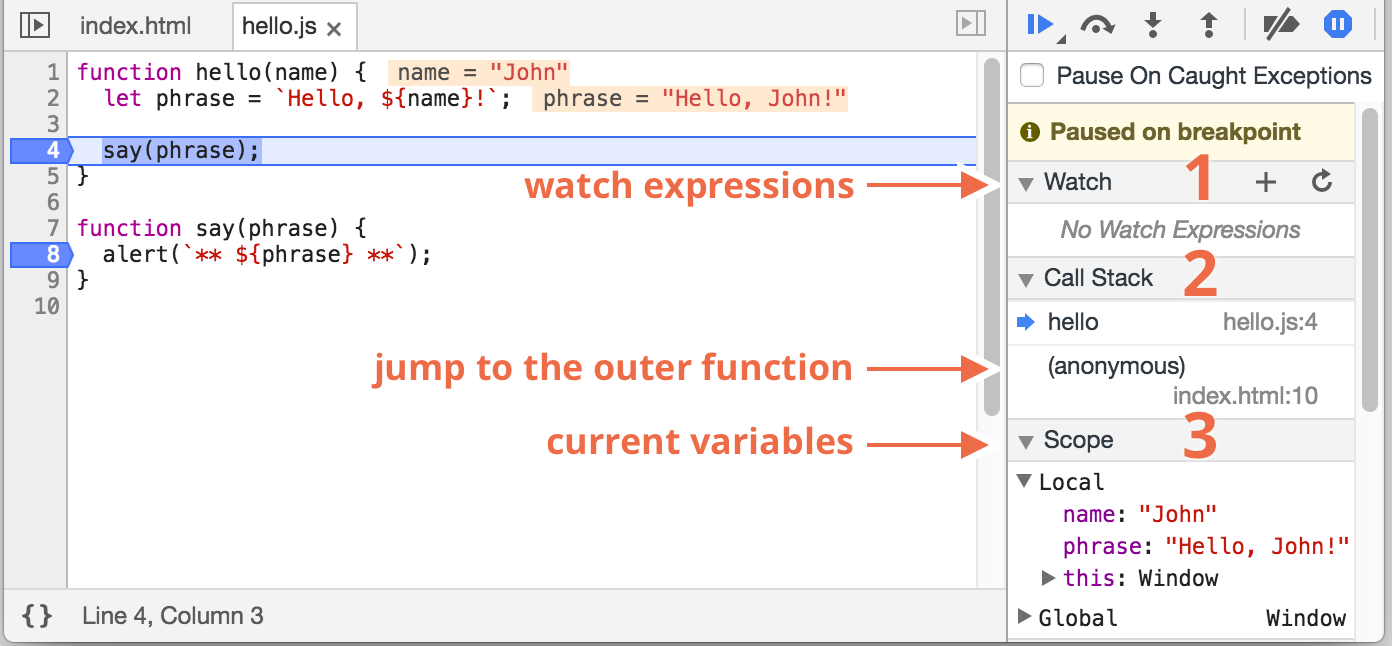 index.html
hello.js ×
1 function hello(name) { name = "John"
2 let phrase = `Hello, ${name}!`; phrase = "Hello, John!"
3
4 say(phrase);
5 }
6
7 function say(phrase) {
8 alert(`** ${phrase} **`);
9 }
10
watch expressions
jump to the outer function
current variables
{ } Line 4, Column 3
Pause On Caught Exceptions
Paused on breakpoint
Watch 1 +
No Watch Expressions
Call Stack 2
hello hello.js:4
(anonymous)
index.html:10
Scope 3
Local
name: "John"
phrase: "Hello, John!"
this: Window
Global Window